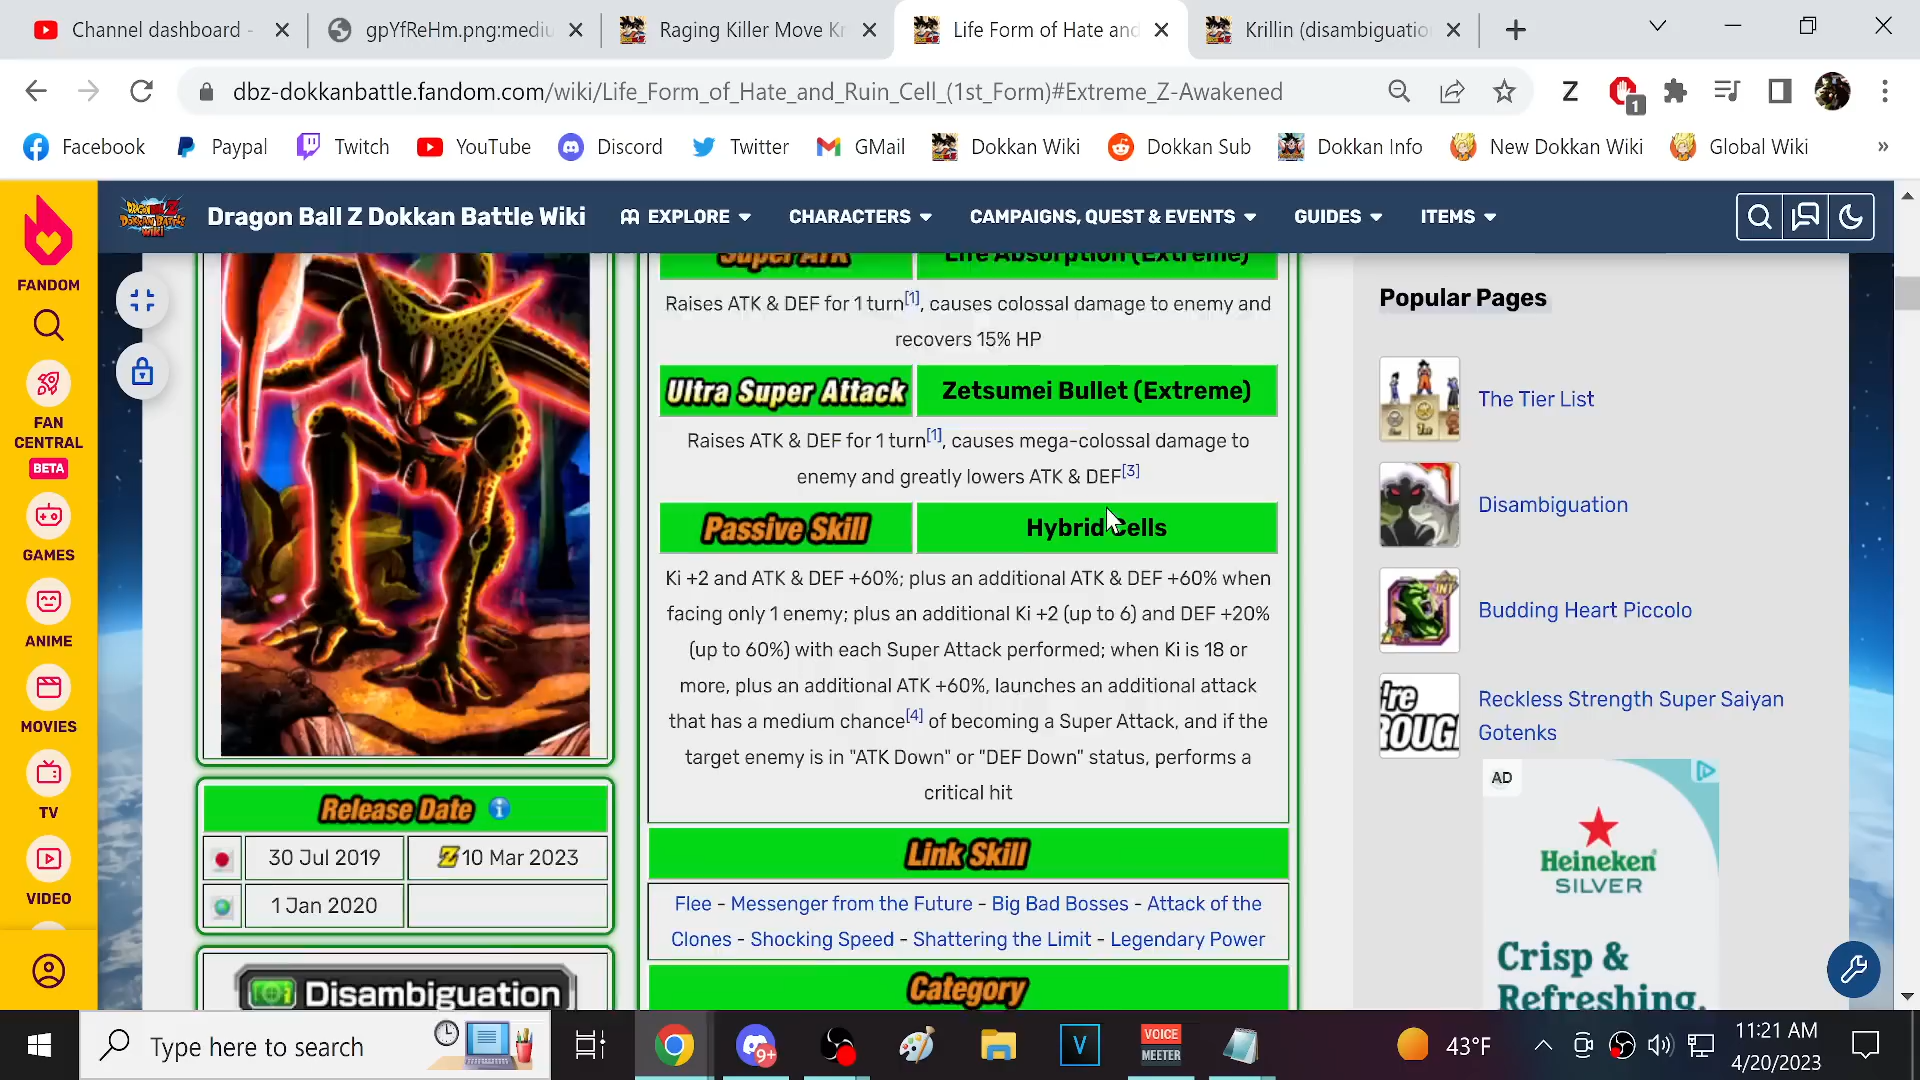 Channel dashboard -
gpYfReHm.png:mediu
Raging Killer Move Kr
Life Form of Hate and
Krillin (disambiguatio
dbz-dokkanbattle.fandom.com/wiki/Life_Form_of_Hate_and_Ruin_Cell_(1st_Form)#Extreme_Z-Awakened
Z
1
Facebook
Paypal
Twitch
YouTube
Discord
Twitter
GMail
Dokkan Wiki
Dokkan Sub
Dokkan Info
New Dokkan Wiki
Global Wiki
»
Dragon Ball Z Dokkan Battle Wiki
EXPLORE
CHARACTERS
CAMPAIGNS, QUEST & EVENTS
GUIDES
ITEMS
FANDOM
FAN
CENTRAL
BETA
GAMES
ANIME
MOVIES
TV
VIDEO
Super ATK
Life Absorption (Extreme)
Raises ATK & DEF for 1 turn[1], causes colossal damage to enemy and
recovers 15% HP
Ultra Super Attack
Zetsumei Bullet (Extreme)
Raises ATK & DEF for 1 turn[1], causes mega-colossal damage to
enemy and greatly lowers ATK & DEF[3]
Passive Skill
Hybrid Cells
Ki +2 and ATK & DEF +60%; plus an additional ATK & DEF +60% when
facing only 1 enemy; plus an additional Ki +2 (up to 6) and DEF +20%
(up to 60%) with each Super Attack performed; when Ki is 18 or
more, plus an additional ATK +60%, launches an additional attack
that has a medium chance[4] of becoming a Super Attack, and if the
target enemy is in "ATK Down" or "DEF Down" status, performs a
critical hit
Link Skill
Flee - Messenger from the Future - Big Bad Bosses - Attack of the
Clones - Shocking Speed - Shattering the Limit - Legendary Power
Category
Release Date
30 Jul 2019
Z 10 Mar 2023
1 Jan 2020
Disambiguation
Popular Pages
The Tier List
Disambiguation
Budding Heart Piccolo
Reckless Strength Super Saiyan
Gotenks
're
ROUG
AD
Heineken
SILVER
Crisp &
Refreshing.
Type here to search
9+
V
VOICE
MEETER
43°F
11:21 AM
4/20/2023